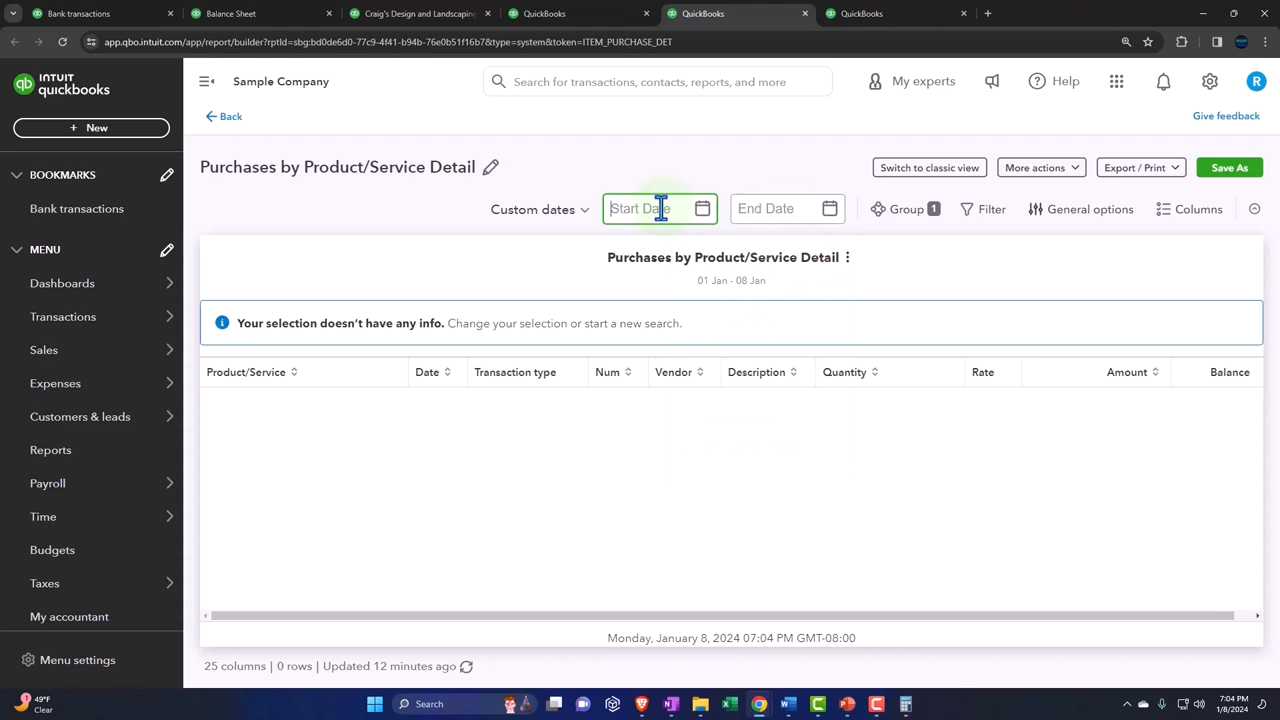 Bank transactions
Balance Sheet
Craig's Design and Landscaping
QuickBooks
QuickBooks
QuickBooks
app.qbo.intuit.com/app/report/builder?rptId=sbg:bd0de6d0-77c9-4f41-b94b-76e0b51f16b7&type=system&token=ITEM_PURCHASE_DET
INTUIT
quickbooks
qb
Sample Company
Search for transactions, contacts, reports, and more
My experts
Help
R
+ New
Back
Give feedback
BOOKMARKS
Bank transactions
MENU
Dashboards
Transactions
Sales
Expenses
Customers & leads
Reports
Payroll
Time
Budgets
Taxes
My accountant
Menu settings
Purchases by Product/Service Detail
Switch to classic view
More actions
Export / Print
Save As
Custom dates
Start Date
End Date
Group 1
Filter
General options
Columns
Purchases by Product/Service Detail
01 Jan - 08 Jan
Your selection doesn't have any info. Change your selection or start a new search.
Product/Service Date Transaction type Num Vendor Description Quantity Rate Amount Balance
Monday, January 8, 2024 07:04 PM GMT-08:00
25 columns | 0 rows | Updated 12 minutes ago
1
49°F
Clear
Search
7:04 PM
1/8/2024